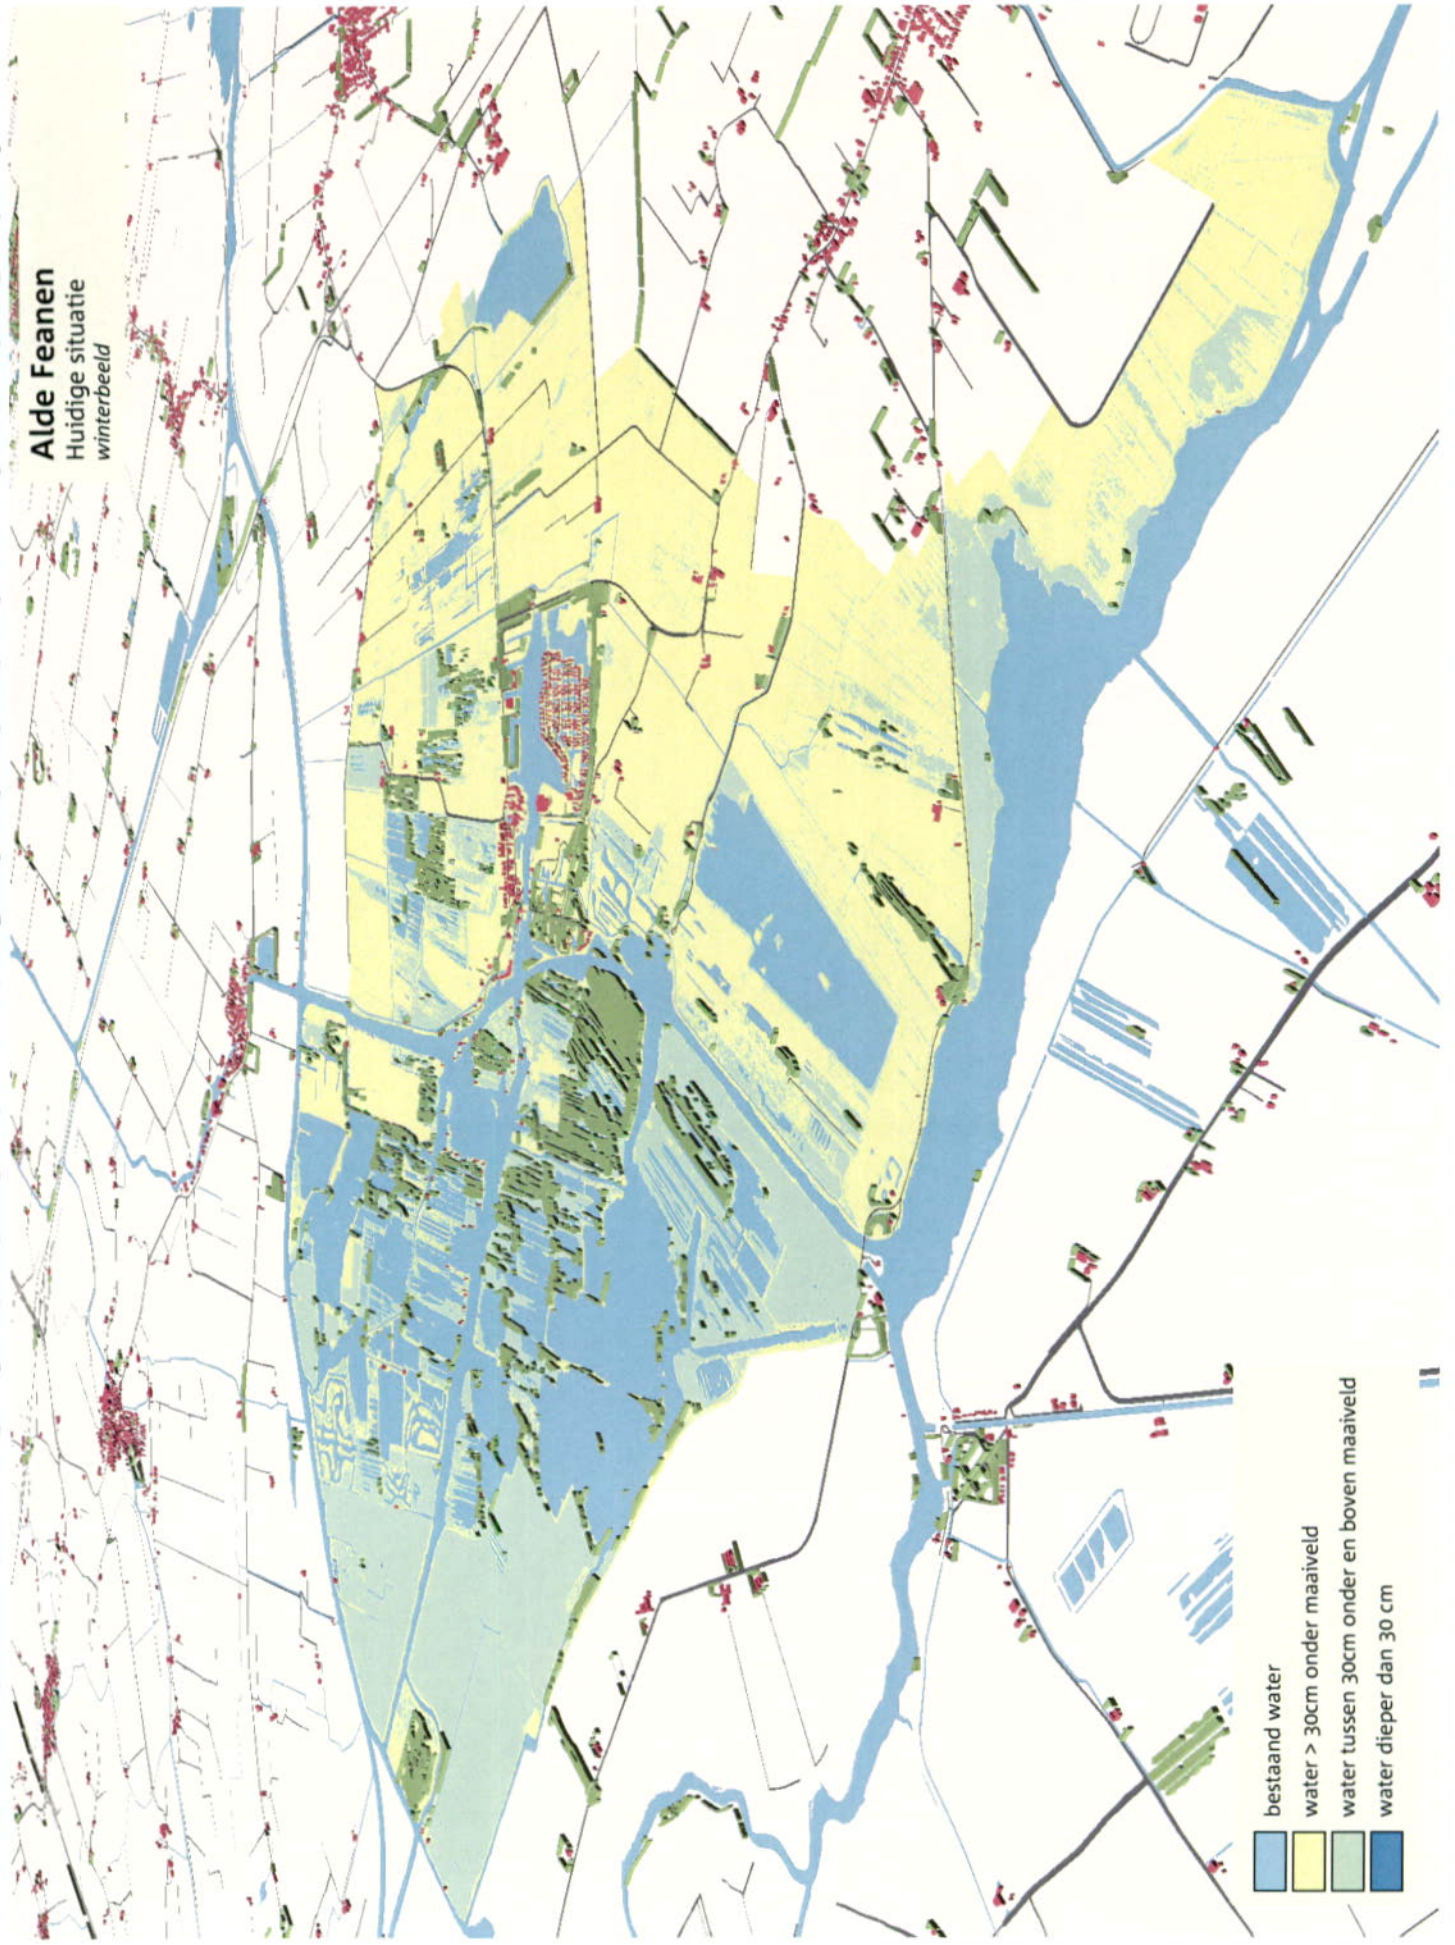 Alde Feanen
Huidige situatie
winterbeeld
bestaand water
water > 30cm onder maaiveld
water tussen 30cm onder en boven maaiveld
water dieper dan 30 cm